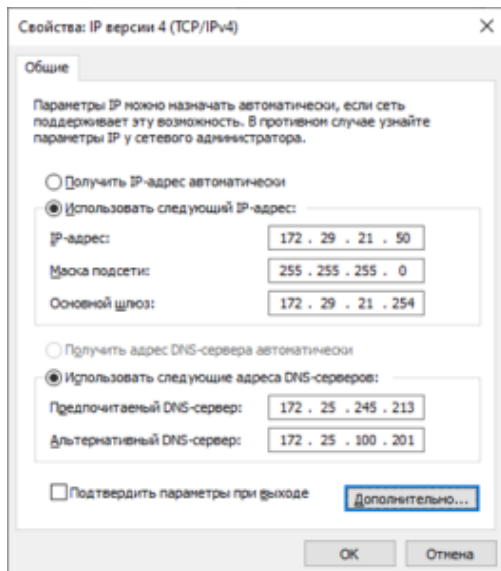 Свойства: IP версии 4 (TCP/IPv4)
Общие
Параметры IP можно назначать автоматически, если сеть
поддерживает эту возможность. В противном случае узнайте
параметры IP у сетевого администратора.
Получить IP-адрес автоматически
Использовать следующий IP-адрес:
IP-адрес: 172 . 29 . 21 . 50
Маска подсети: 255 . 255 . 255 . 0
Основной шлюз: 172 . 29 . 21 . 254
Получить адрес DNS-сервера автоматически
Использовать следующие адреса DNS-серверов:
Предпочитаемый DNS-сервер: 172 . 25 . 245 . 213
Альтернативный DNS-сервер: 172 . 25 . 100 . 201
Подтвердить параметры при выходе
Дополнительно...
ОК Отмена